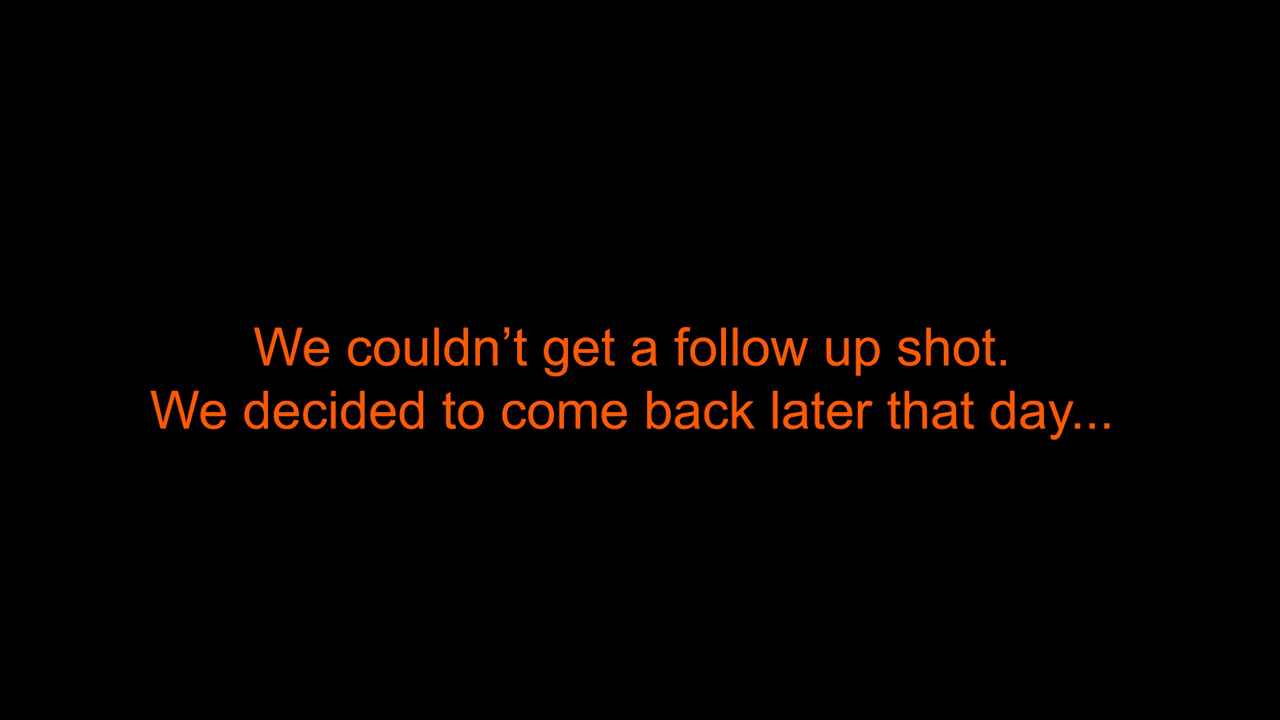 We couldn’t get a follow up shot.
We decided to come back later that day...